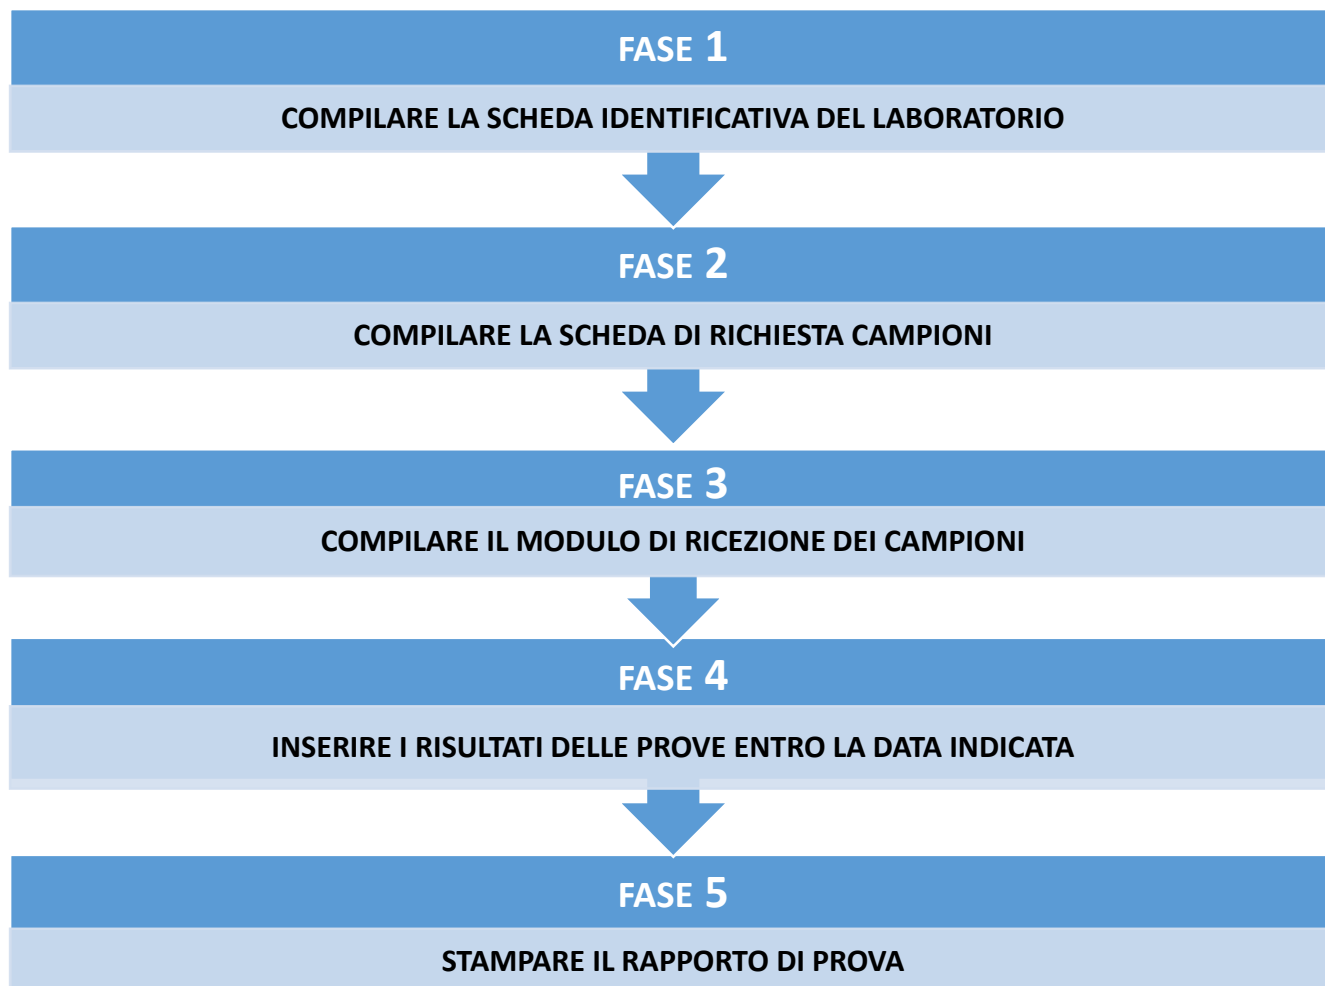 FASE 1
COMPILARE LA SCHEDA IDENTIFICATIVA DEL LABORATORIO
FASE 2
COMPILARE LA SCHEDA DI RICHIESTA CAMPIONI
FASE 3
COMPILARE IL MODULO DI RICEZIONE DEI CAMPIONI
FASE 4
INSERIRE I RISULTATI DELLE PROVE ENTRO LA DATA INDICATA
FASE 5
STAMPARE IL RAPPORTO DI PROVA